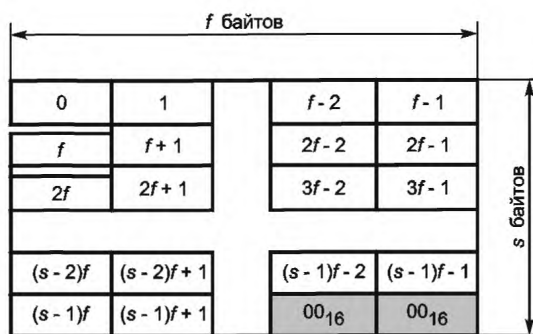 f байтов
0 1 f - 2 f - 1
f f + 1 2f - 2 2f - 1
2f 2f + 1 3f - 2 3f - 1
s байтов
(s - 2)f (s - 2)f + 1 (s - 1)f - 2 (s - 1)f - 1
(s - 1)f (s - 1)f + 1 00₁₆ 00₁₆